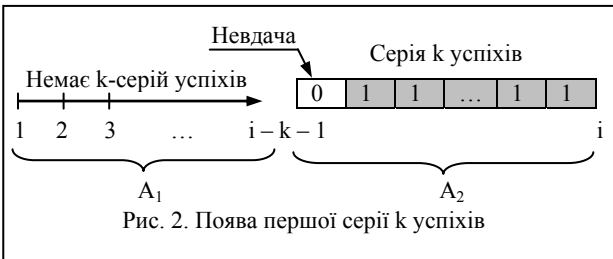 Невдача
Серія k успіхів
Немає k-серій успіхів
0 1 1 … 1 1
1 2 3 … i – k – 1 i
A₁ A₂
Рис. 2. Поява першої серії k успіхів